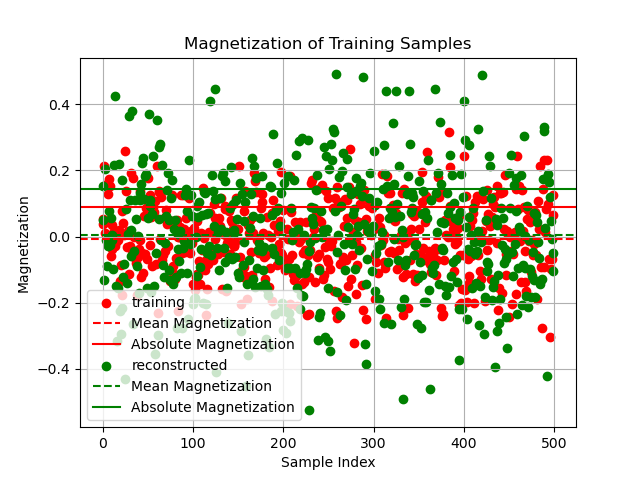 Magnetization of Training Samples
Magnetization
0.4
0.2
0.0
−0.2
−0.4
training
Mean Magnetization
Absolute Magnetization
reconstructed
Mean Magnetization
Absolute Magnetization
0
100
200
300
400
500
Sample Index